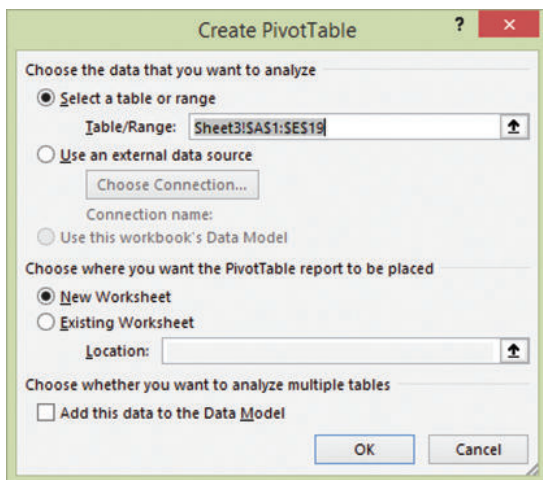 Create PivotTable ? ×
Choose the data that you want to analyze
Select a table or range
Table/Range: Sheet3!$A$1:$E$19
Use an external data source
Choose Connection...
Connection name:
Use this workbook's Data Model
Choose where you want the PivotTable report to be placed
New Worksheet
Existing Worksheet
Location:
Choose whether you want to analyze multiple tables
Add this data to the Data Model
OK Cancel